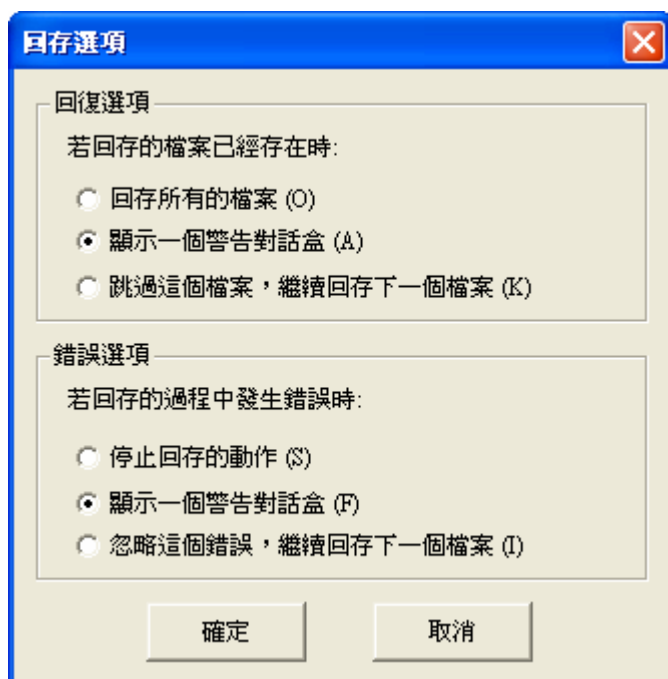 回存選項
回復選項
若回存的檔案已經存在時:
回存所有的檔案 (O)
顯示一個警告對話盒 (A)
跳過這個檔案，繼續回存下一個檔案 (K)
錯誤選項
若回存的過程中發生錯誤時:
停止回存的動作 (S)
顯示一個警告對話盒 (F)
忽略這個錯誤，繼續回存下一個檔案 (I)
確定
取消